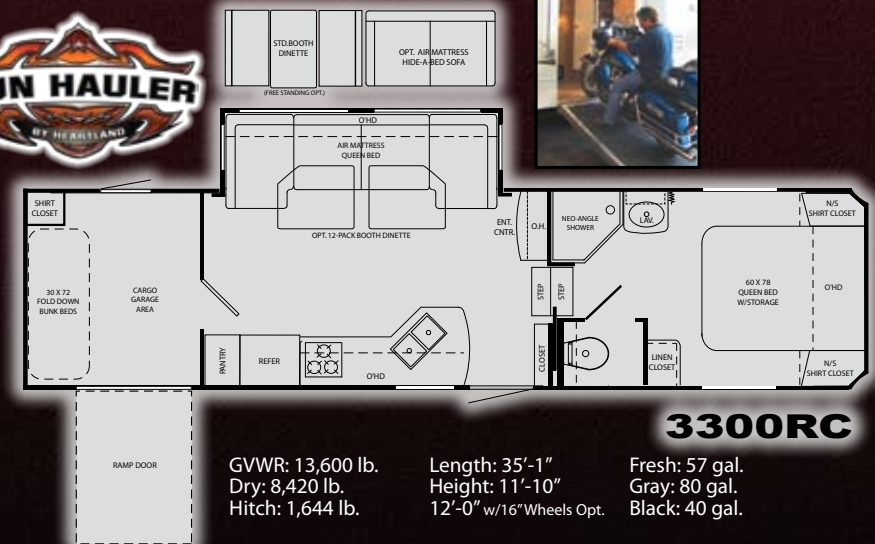 STD.BOOTH
DINETTE
(FREE STANDING OPT.)
OPT. AIR MATTRESS
HIDE-A-BED SOFA
HAULER
BY HEARTLAND
O'HD
AIR MATTRESS
QUEEN BED
OPT. 12-PACK BOOTH DINETTE
SHIRT
CLOSET
30 X 72
FOLD DOWN
BUNK BEDS
CARGO
GARAGE
AREA
ENT.
CNTR.
O.H.
NEO-ANGLE
SHOWER
LAV.
N/S
SHIRT CLOSET
60 X 78
QUEEN BED
W/STORAGE
O'HD
STEP
STEP
PANTRY
REFER
O'HD
CLOSET
LINEN
CLOSET
N/S
SHIRT CLOSET
RAMP DOOR
3300RC
GVWR: 13,600 lb.
Dry: 8,420 lb.
Hitch: 1,644 lb.
Length: 35'-1"
Height: 11'-10"
12'-0" w/16" Wheels Opt.
Fresh: 57 gal.
Gray: 80 gal.
Black: 40 gal.